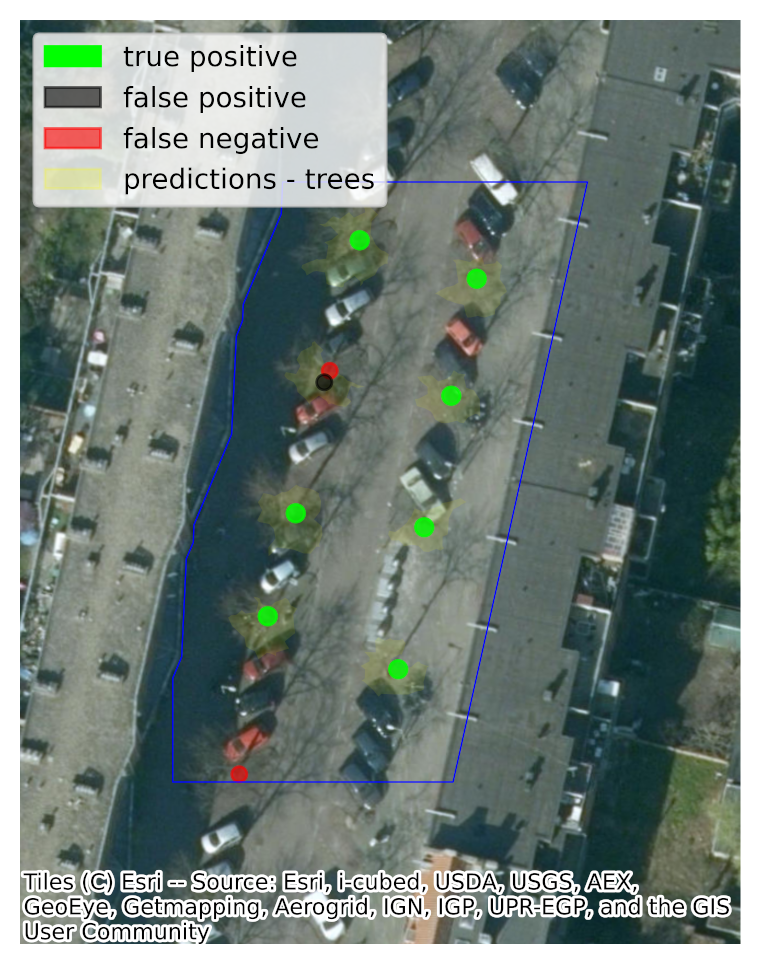 true positive
false positive
false negative
predictions - trees
Tiles (C) Esri -- Source: Esri, i-cubed, USDA, USGS, AEX,
GeoEye, Getmapping, Aerogrid, IGN, IGP, UPR-EGP, and the GIS
User Community